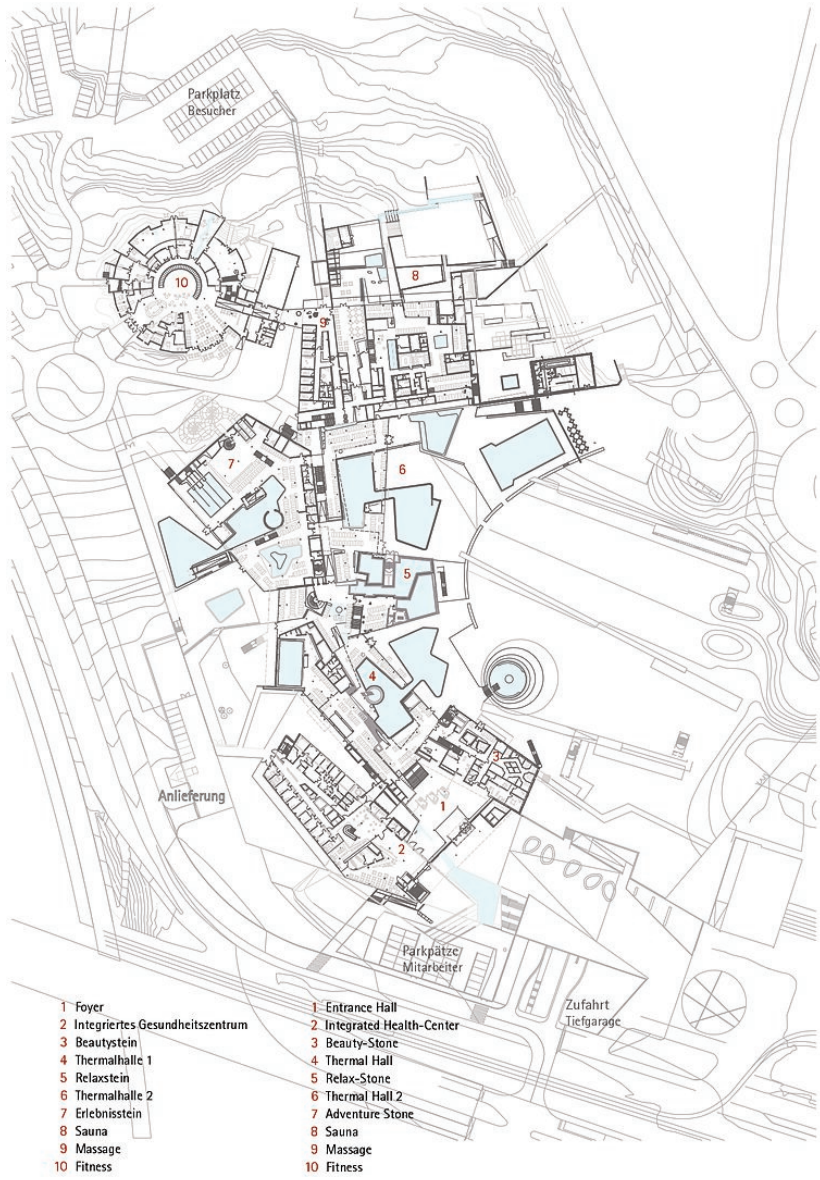 Parkplatz
Besucher
10
8
9
7
6
5
4
3
Anlieferung
1
2
Parkpätze
Mitarbeiter
Zufahrt
Tiefgarage
1 Foyer
2 Integriertes Gesundheitszentrum
3 Beautystein
4 Thermalhalle 1
5 Relaxstein
6 Thermalhalle 2
7 Erlebnisstein
8 Sauna
9 Massage
10 Fitness
1 Entrance Hall
2 Integrated Health-Center
3 Beauty-Stone
4 Thermal Hall
5 Relax-Stone
6 Thermal Hall 2
7 Adventure Stone
8 Sauna
9 Massage
10 Fitness